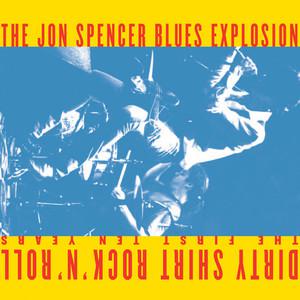 THE JON SPENCER BLUES EXPLOSION
DIRTY SHIRT ROCK 'N' ROLL
THE FIRST TEN YEARS